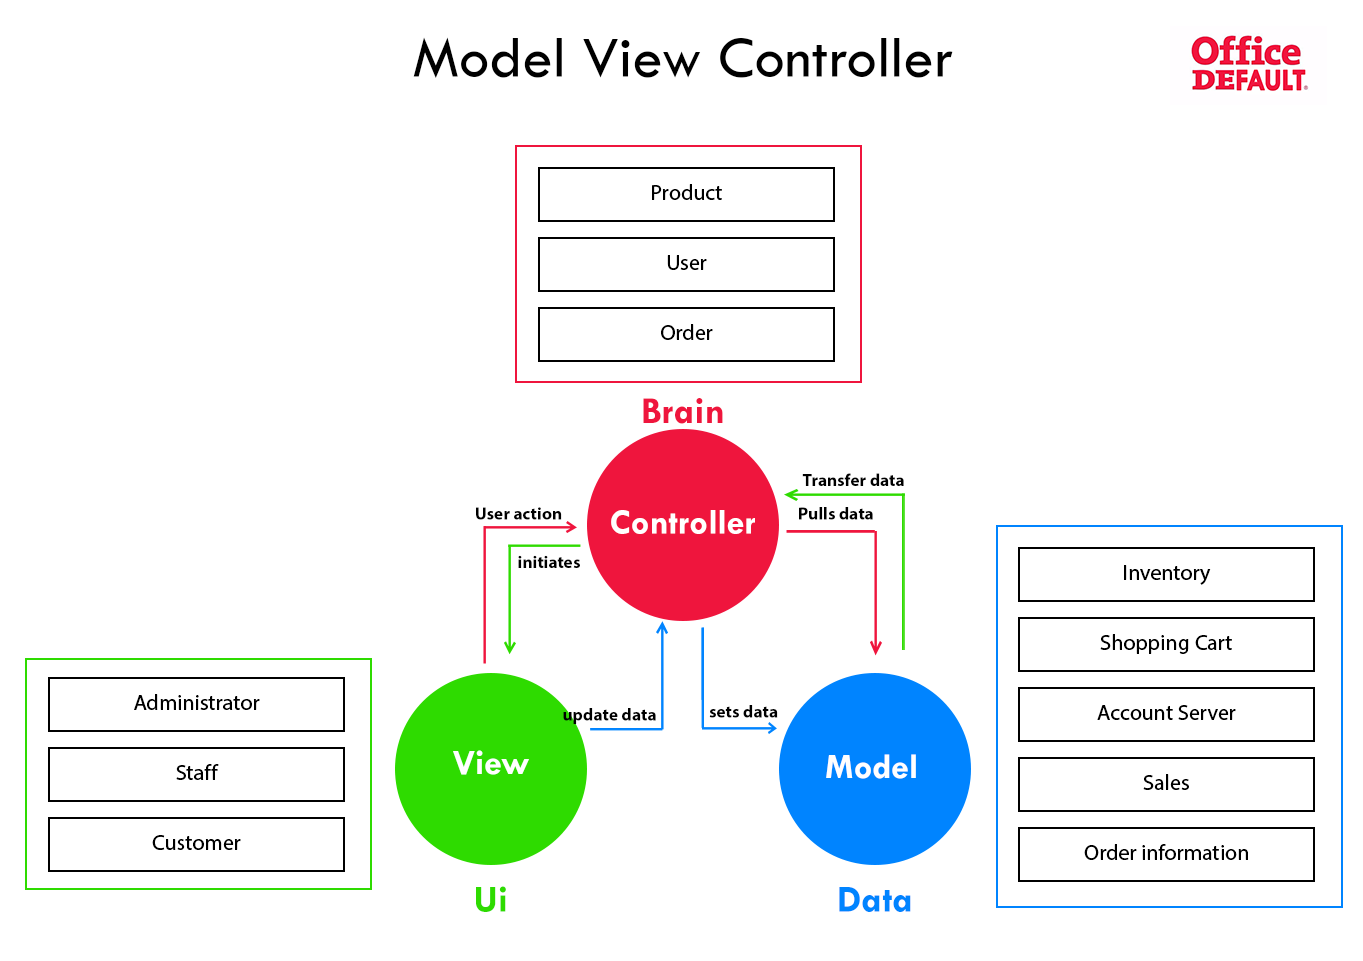 Model View Controller
Office
DEFAULT.
Product
User
Order
Brain
Controller
Transfer data
Pulls data
User action
initiates
update data
sets data
Administrator
Staff
Customer
View
Ui
Model
Data
Inventory
Shopping Cart
Account Server
Sales
Order information